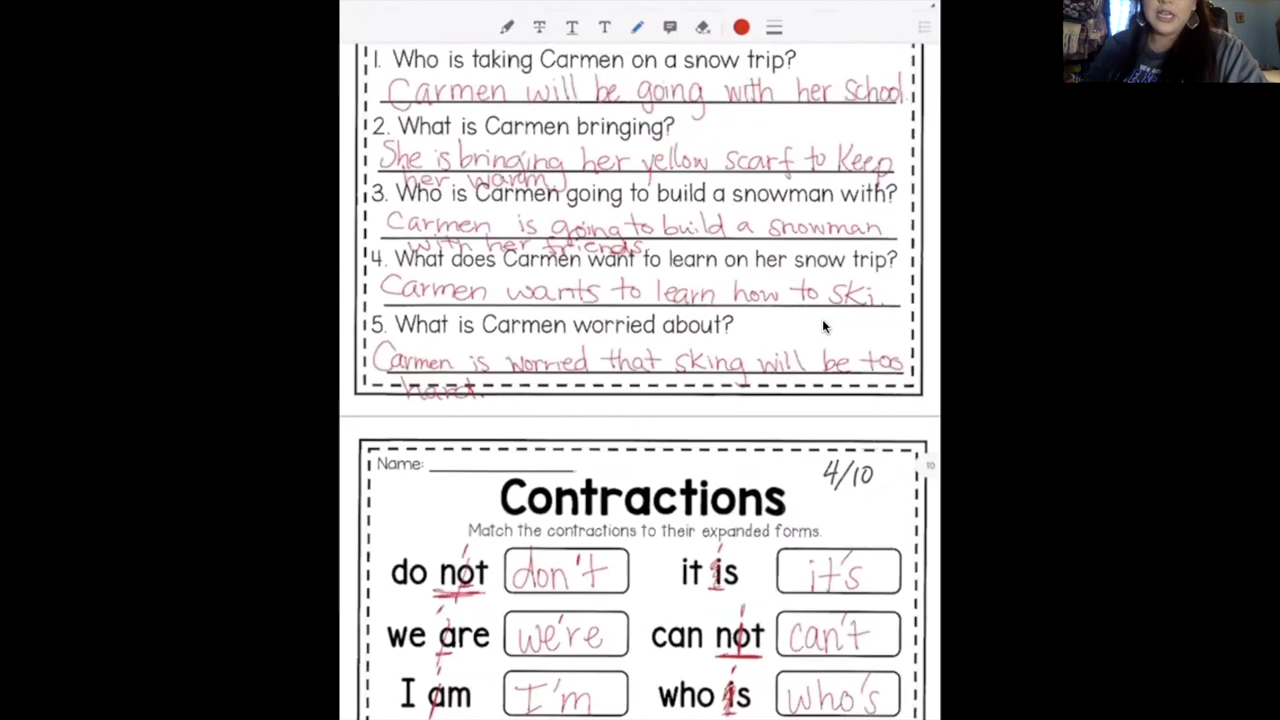 1. Who is taking Carmen on a snow trip?
Carmen will be going with her school.
2. What is Carmen bringing?
She is bringing her yellow scarf to keep
her warm.
3. Who is Carmen going to build a snowman with?
Carmen is going to build a snowman
with her friends.
4. What does Carmen want to learn on her snow trip?
Carmen wants to learn how to ski.
5. What is Carmen worried about?
Carmen is worried that sking will be too
hard.
10
Name:
4/10
Contractions
Match the contractions to their expanded forms.
do not don't it is it's
we are we're can not can't
I am I'm who is who's